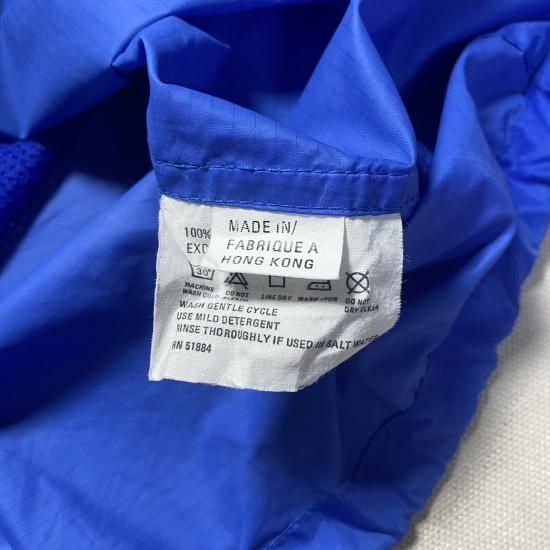 100%
EXC
MADE IN/
FABRIQUE A
HONG KONG
30°
MACHINE WASH COLD
DO NOT BLEACH
LINE DRY
WARM IRON
DO NOT DRY CLEAN
WASH GENTLE CYCLE
USE MILD DETERGENT
RINSE THOROUGHLY IF USED IN SALT WATER
RN 51884